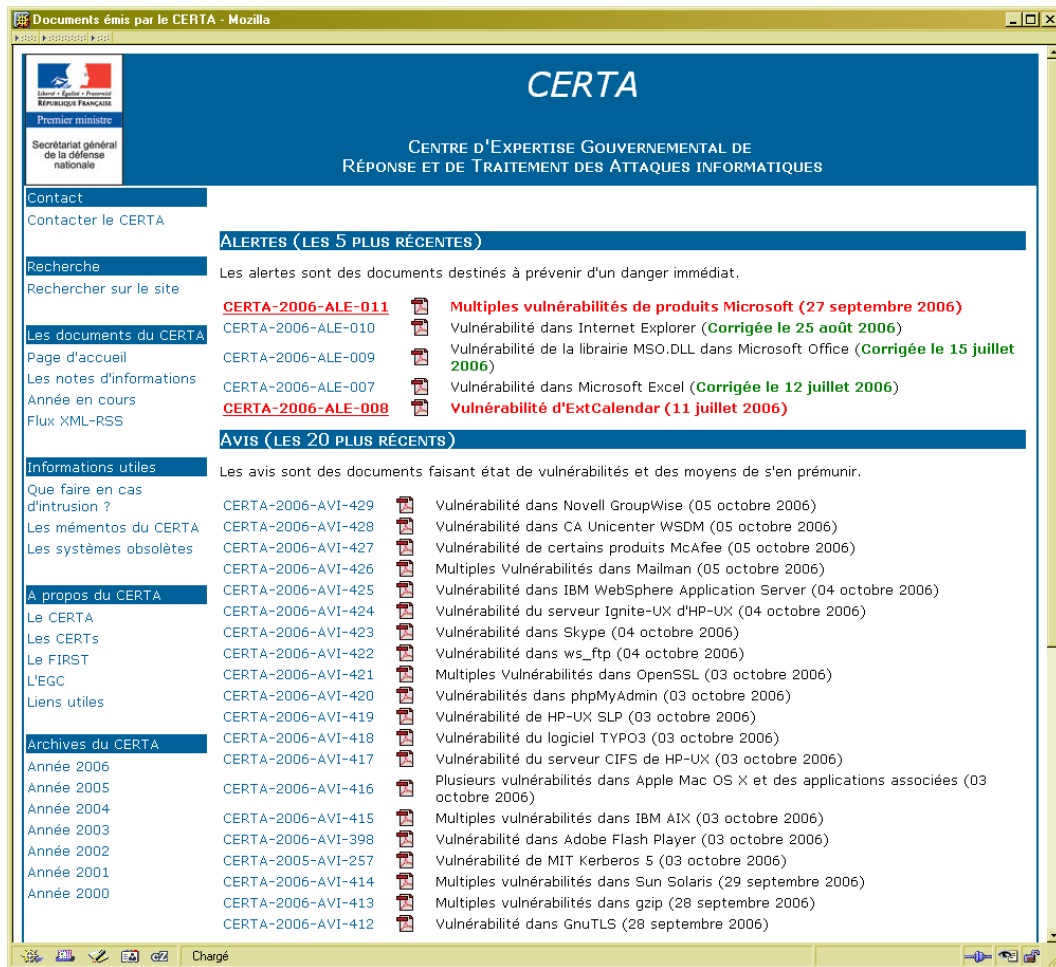 Documents émis par le CERTA - Mozilla
Liberté • Égalité • Fraternité
RÉPUBLIQUE FRANÇAISE
Premier ministre
Secrétariat général
de la défense
nationale
CERTA
CENTRE D'EXPERTISE GOUVERNEMENTAL DE
RÉPONSE ET DE TRAITEMENT DES ATTAQUES INFORMATIQUES
Contact
Contacter le CERTA
Recherche
Rechercher sur le site
Les documents du CERTA
Page d'accueil
Les notes d'informations
Année en cours
Flux XML-RSS
Informations utiles
Que faire en cas
d'intrusion ?
Les mémentos du CERTA
Les systèmes obsolètes
A propos du CERTA
Le CERTA
Les CERTs
Le FIRST
L'EGC
Liens utiles
Archives du CERTA
Année 2006
Année 2005
Année 2004
Année 2003
Année 2002
Année 2001
Année 2000
ALERTES (LES 5 PLUS RÉCENTES)
Les alertes sont des documents destinés à prévenir d'un danger immédiat.
CERTA-2006-ALE-011 Multiples vulnérabilités de produits Microsoft (27 septembre 2006)
CERTA-2006-ALE-010 Vulnérabilité dans Internet Explorer (Corrigée le 25 août 2006)
CERTA-2006-ALE-009 Vulnérabilité de la librairie MSO.DLL dans Microsoft Office (Corrigée le 15 juillet
2006)
CERTA-2006-ALE-007 Vulnérabilité dans Microsoft Excel (Corrigée le 12 juillet 2006)
CERTA-2006-ALE-008 Vulnérabilité d'ExtCalendar (11 juillet 2006)
AVIS (LES 20 PLUS RÉCENTS)
Les avis sont des documents faisant état de vulnérabilités et des moyens de s'en prémunir.
CERTA-2006-AVI-429 Vulnérabilité dans Novell GroupWise (05 octobre 2006)
CERTA-2006-AVI-428 Vulnérabilité dans CA Unicenter WSDM (05 octobre 2006)
CERTA-2006-AVI-427 Vulnérabilité de certains produits McAfee (05 octobre 2006)
CERTA-2006-AVI-426 Multiples Vulnérabilités dans Mailman (05 octobre 2006)
CERTA-2006-AVI-425 Vulnérabilité dans IBM WebSphere Application Server (04 octobre 2006)
CERTA-2006-AVI-424 Vulnérabilité du serveur Ignite-UX d'HP-UX (04 octobre 2006)
CERTA-2006-AVI-423 Vulnérabilité dans Skype (04 octobre 2006)
CERTA-2006-AVI-422 Vulnérabilité dans ws_ftp (04 octobre 2006)
CERTA-2006-AVI-421 Multiples Vulnérabilités dans OpenSSL (03 octobre 2006)
CERTA-2006-AVI-420 Vulnérabilités dans phpMyAdmin (03 octobre 2006)
CERTA-2006-AVI-419 Vulnérabilité de HP-UX SLP (03 octobre 2006)
CERTA-2006-AVI-418 Vulnérabilité du logiciel TYPO3 (03 octobre 2006)
CERTA-2006-AVI-417 Vulnérabilité du serveur CIFS de HP-UX (03 octobre 2006)
CERTA-2006-AVI-416 Plusieurs vulnérabilités dans Apple Mac OS X et des applications associées (03
octobre 2006)
CERTA-2006-AVI-415 Multiples vulnérabilités dans IBM AIX (03 octobre 2006)
CERTA-2006-AVI-398 Vulnérabilité dans Adobe Flash Player (03 octobre 2006)
CERTA-2005-AVI-257 Vulnérabilité de MIT Kerberos 5 (03 octobre 2006)
CERTA-2006-AVI-414 Multiples vulnérabilités dans Sun Solaris (29 septembre 2006)
CERTA-2006-AVI-413 Multiples vulnérabilités dans gzip (28 septembre 2006)
CERTA-2006-AVI-412 Vulnérabilité dans GnuTLS (28 septembre 2006)
Chargé